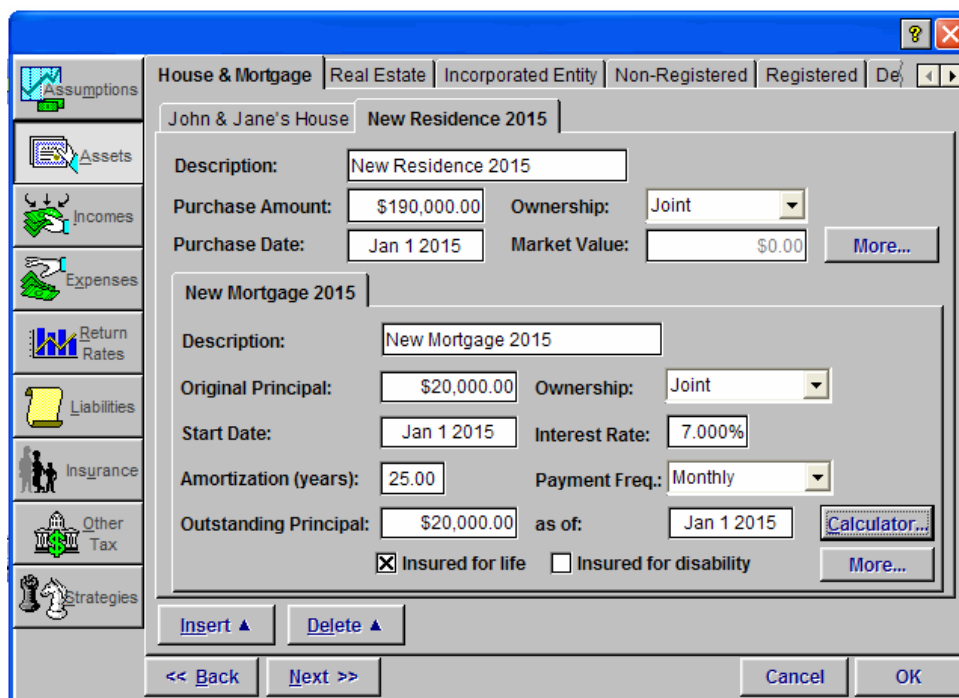 ?
Assumptions
Assets
Incomes
Expenses
Return
Rates
Liabilities
Insurance
Other
Tax
Strategies
House & Mortgage Real Estate Incorporated Entity Non-Registered Registered De
John & Jane's House New Residence 2015
Description: New Residence 2015
Purchase Amount: $190,000.00 Ownership: Joint
Purchase Date: Jan 1 2015 Market Value: $0.00 More...
New Mortgage 2015
Description: New Mortgage 2015
Original Principal: $20,000.00 Ownership: Joint
Start Date: Jan 1 2015 Interest Rate: 7.000%
Amortization (years): 25.00 Payment Freq.: Monthly
Outstanding Principal: $20,000.00 as of: Jan 1 2015 Calculator...
Insured for life Insured for disability More...
Insert Delete
<< Back Next >> Cancel OK